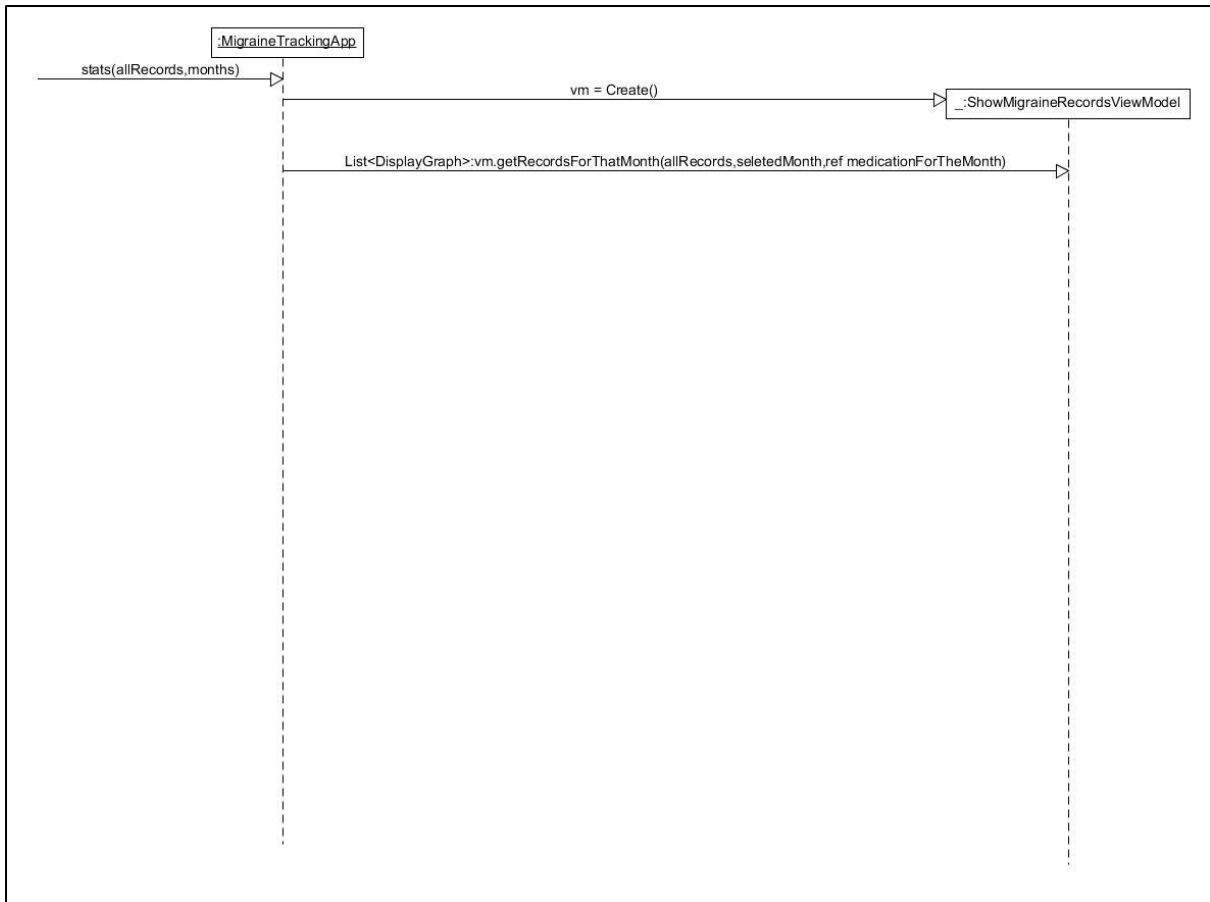 :MigraineTrackingApp
stats(allRecords,months)
vm = Create()
_:ShowMigraineRecordsViewModel
List<DisplayGraph>:vm.getRecordsForThatMonth(allRecords,seletedMonth,ref medicationForTheMonth)